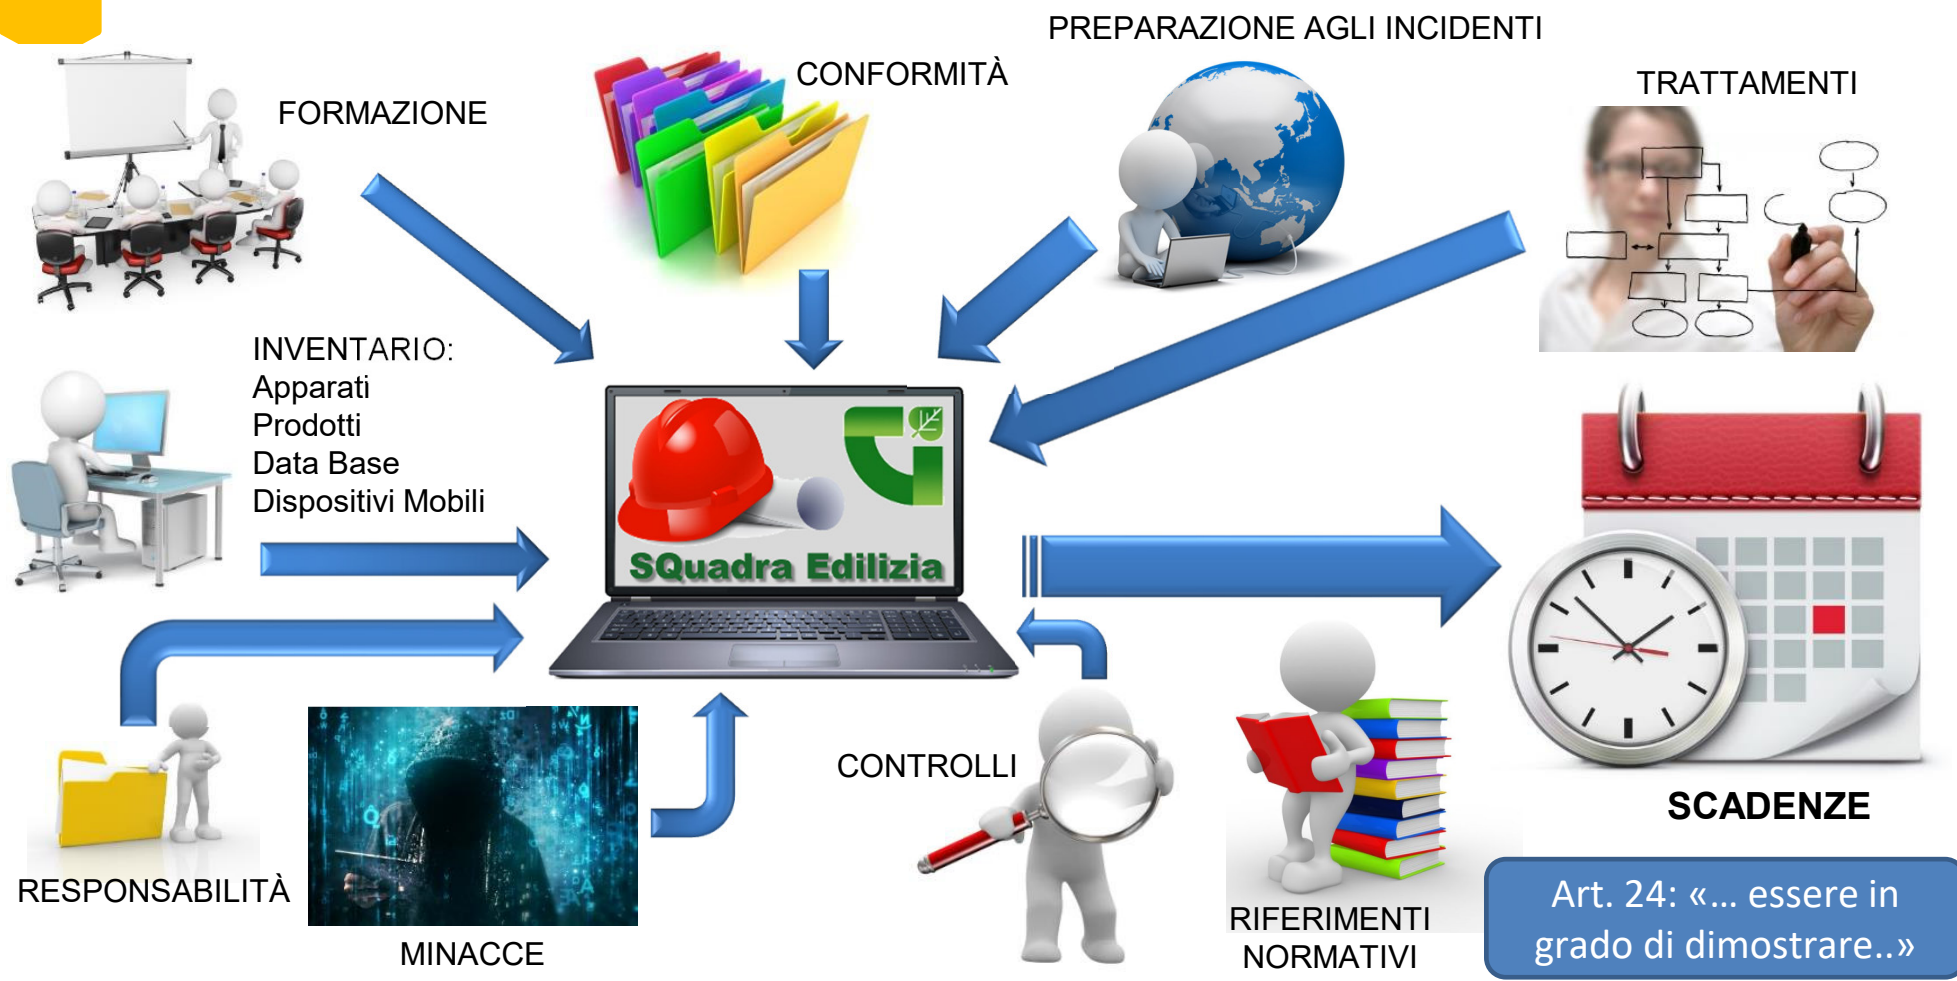 PREPARAZIONE AGLI INCIDENTI
CONFORMITÀ
TRATTAMENTI
FORMAZIONE
INVENTARIO:
Apparati
Prodotti
Data Base
Dispositivi Mobili
SQuadra Edilizia
CONTROLLI
SCADENZE
RESPONSABILITÀ
MINACCE
RIFERIMENTI
NORMATIVI
Art. 24: «... essere in
grado di dimostrare..»